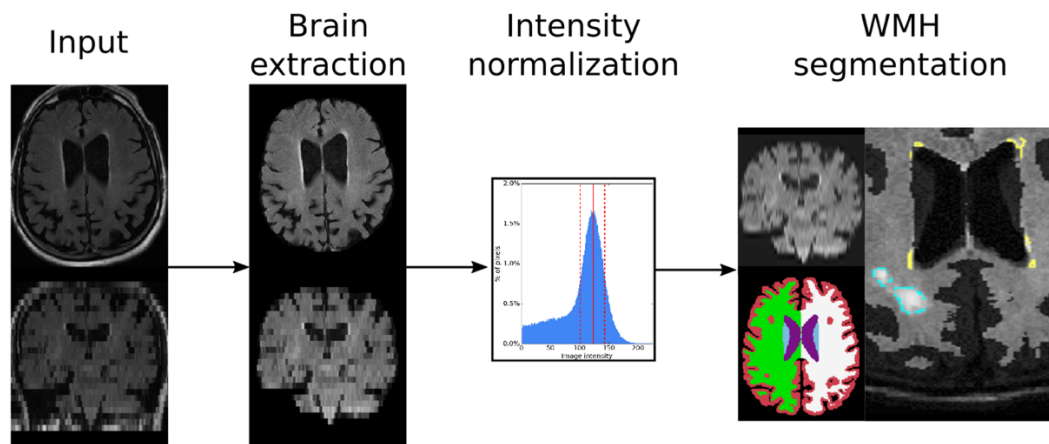 Input
Brain
extraction
Intensity
normalization
WMH
segmentation
2.0%
1.5%
1.0%
0.5%
0.0%
% of pixels
0 50 100 150 200
Image intensity